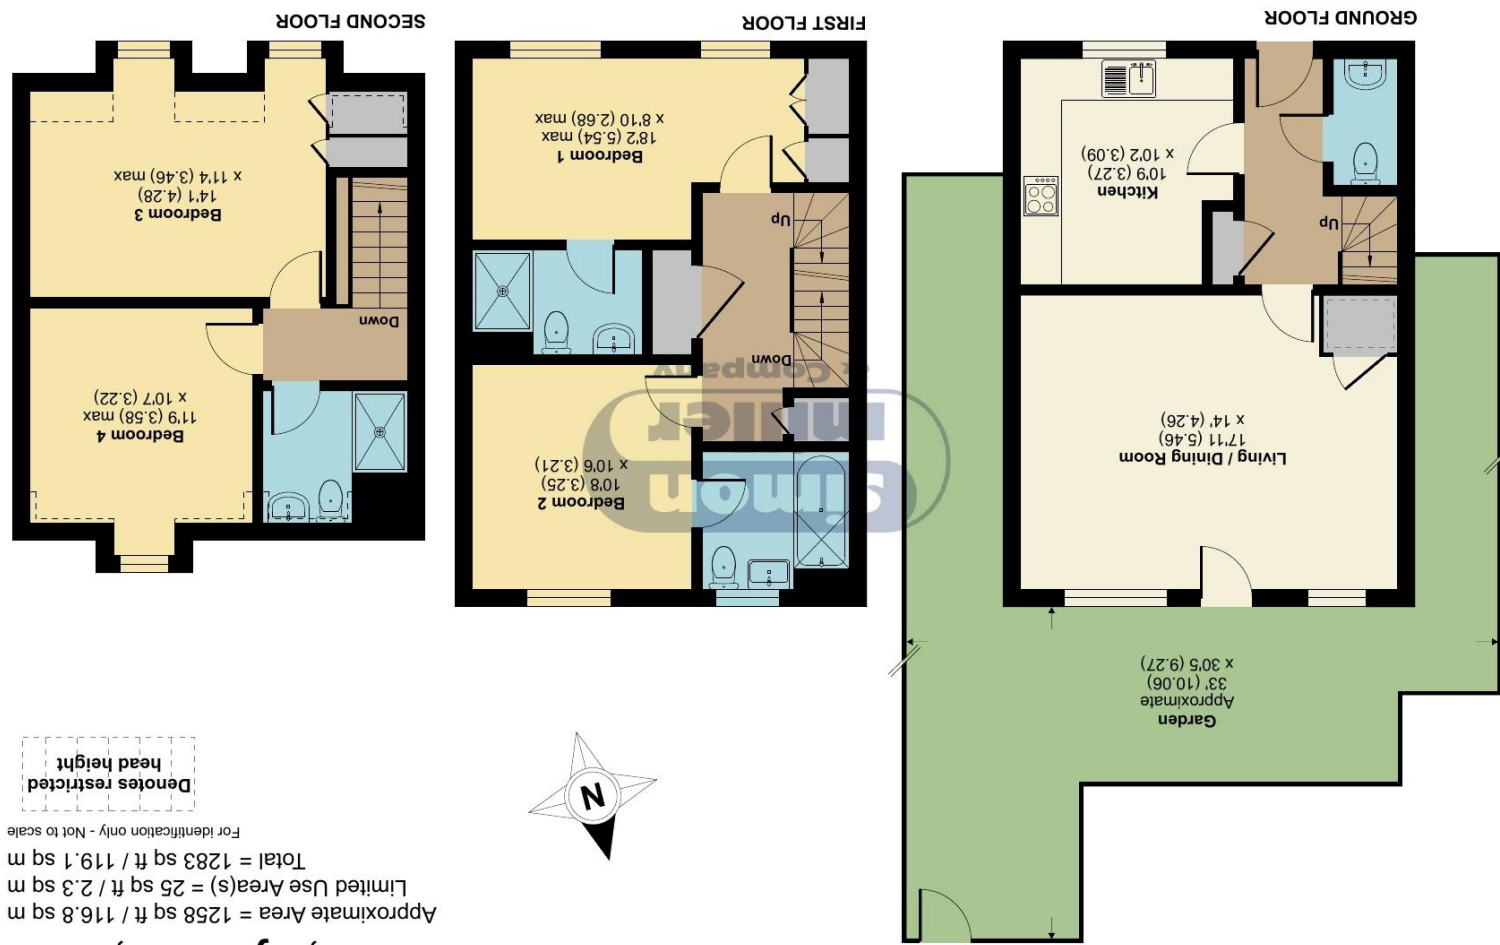 Approximate Area = 1258 sq ft / 116.8 sq m
Limited Use Area(s) = 25 sq ft / 2.3 sq m
Total = 1283 sq ft / 119.1 sq m
For identification only - Not to scale
Denotes restricted
head height
N
Garden
Approximate
33' (10.06)
x 30'5 (9.27)
Living / Dining Room
17'11 (5.46)
x 14' (4.26)
Up
Kitchen
10'9 (3.27)
x 10'2 (3.09)
GROUND FLOOR
Bedroom 2
10'8 (3.25)
x 10'6 (3.21)
simon
miller
& Company
Down
Up
Bedroom 1
18'2 (5.54) max
x 8'10 (2.68) max
FIRST FLOOR
Bedroom 4
11'9 (3.58) max
x 10'7 (3.22)
Down
Bedroom 3
14'1 (4.28)
x 11'4 (3.46) max
SECOND FLOOR